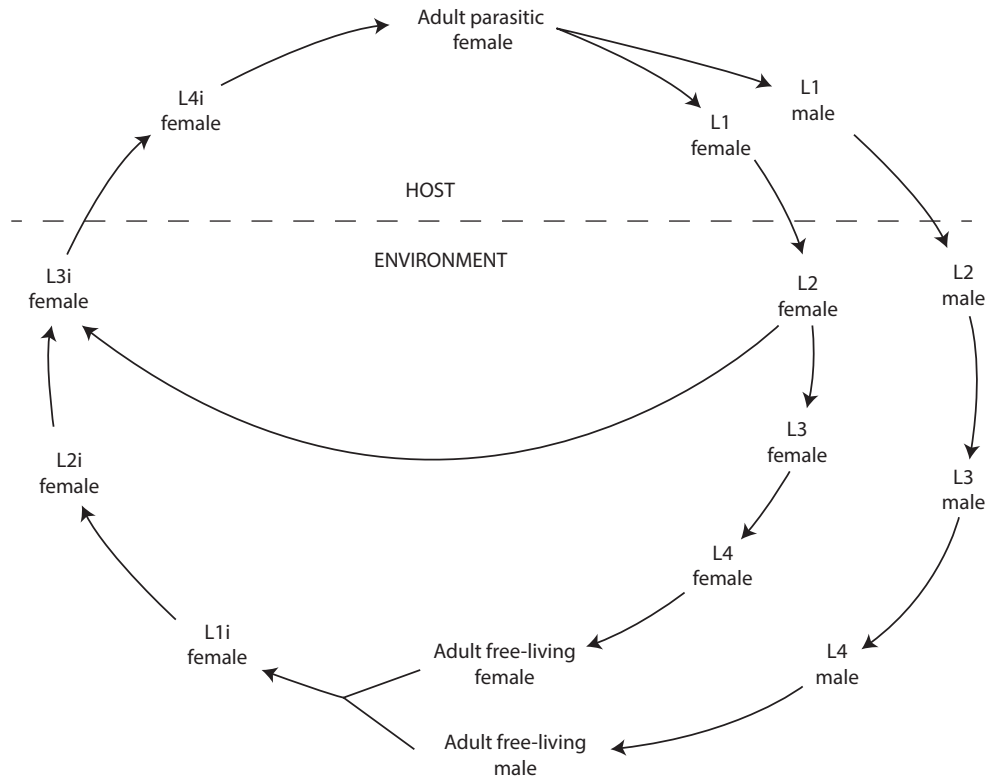 Adult parasitic
female
L1
male
L4i
female
L1
female
HOST
ENVIRONMENT
L3i
female
L2
female
L2
male
L3
female
L2i
female
L3
male
L4
female
L1i
female
Adult free-living
female
L4
male
Adult free-living
male